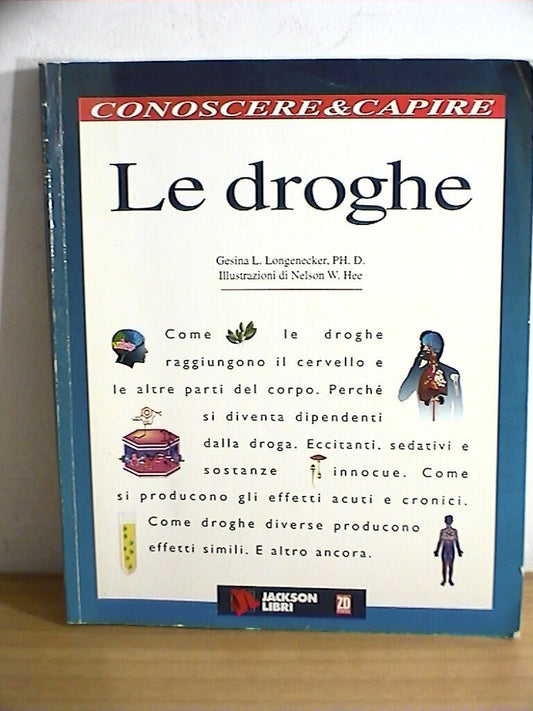 CONOSCERE&CAPIRE
Le droghe
Gesina L. Longenecker, PH. D.
Illustrazioni di Nelson W. Hee
Come le droghe
raggiungono il cervello e
le altre parti del corpo. Perché
si diventa dipendenti
dalla droga. Eccitanti, sedativi e
sostanze innocue. Come
si producono gli effetti acuti e cronici.
Come droghe diverse producono
effetti simili. E altro ancora.
JACKSON
LIBRI
ZD